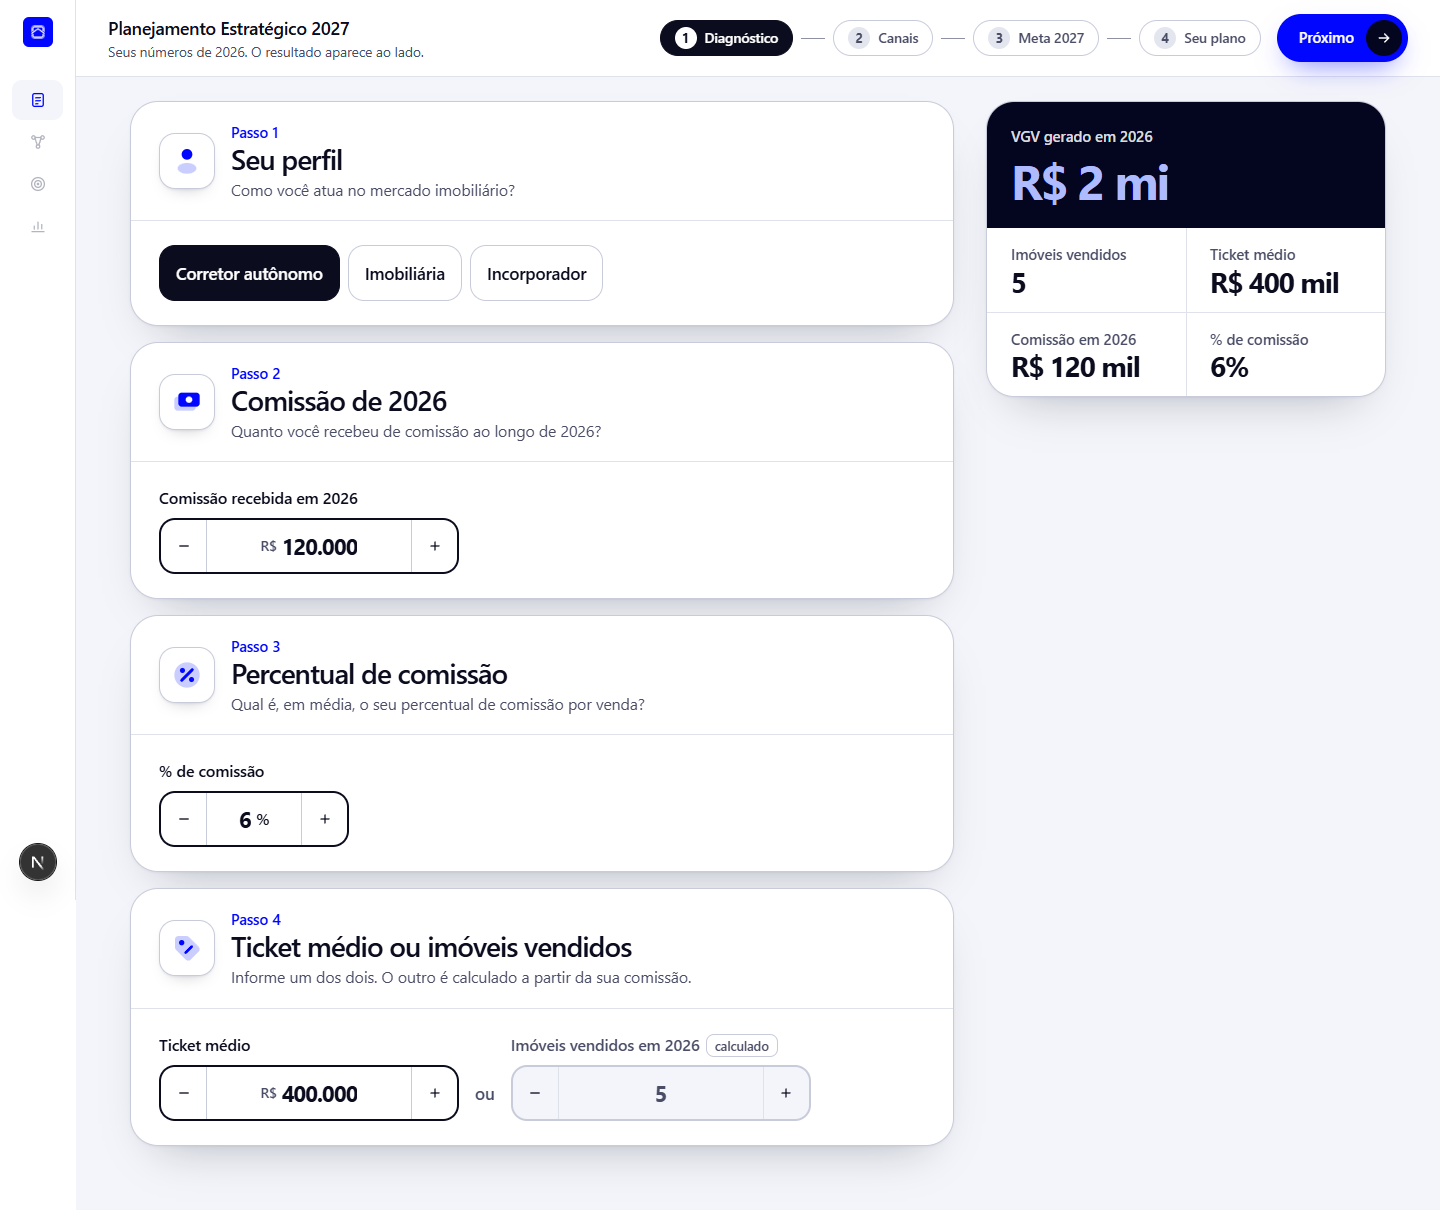 Planejamento Estratégico 2027
Seus números de 2026. O resultado aparece ao lado.
1 Diagnóstico
2 Canais
3 Meta 2027
4 Seu plano
Próximo →
Passo 1
Seu perfil
Como você atua no mercado imobiliário?
Corretor autônomo
Imobiliária
Incorporador
Passo 2
Comissão de 2026
Quanto você recebeu de comissão ao longo de 2026?
Comissão recebida em 2026
− R$ 120.000 +
Passo 3
Percentual de comissão
Qual é, em média, o seu percentual de comissão por venda?
% de comissão
− 6 % +
Passo 4
Ticket médio ou imóveis vendidos
Informe um dos dois. O outro é calculado a partir da sua comissão.
Ticket médio
− R$ 400.000 +
ou
Imóveis vendidos em 2026 calculado
− 5 +
VGV gerado em 2026
R$ 2 mi
Imóveis vendidos
5
Ticket médio
R$ 400 mil
Comissão em 2026
R$ 120 mil
% de comissão
6%
N